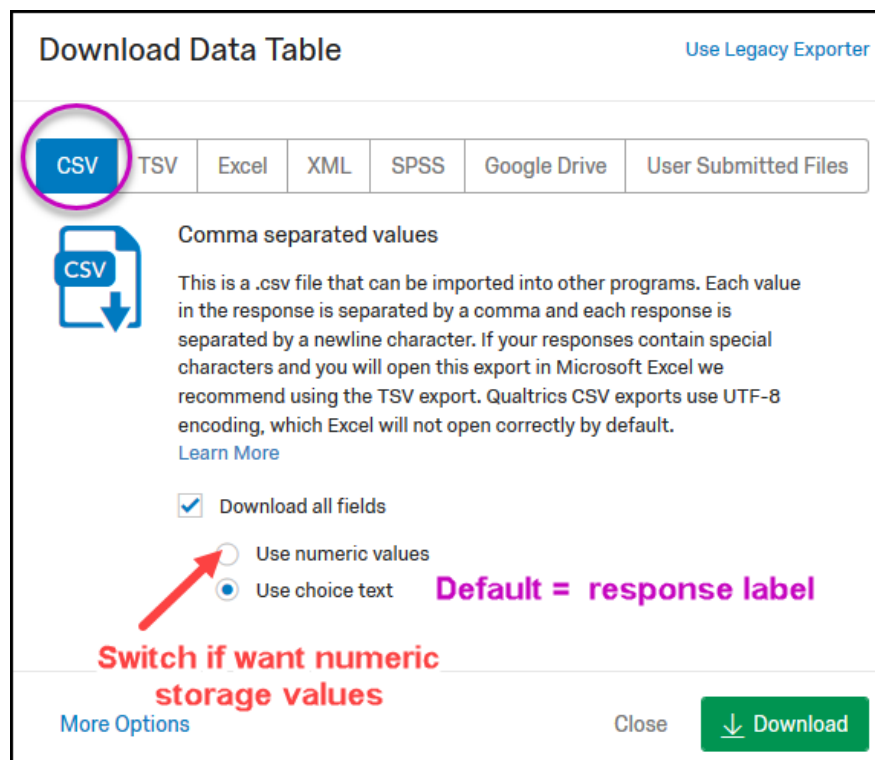 Download Data Table
Use Legacy Exporter
CSV
TSV
Excel
XML
SPSS
Google Drive
User Submitted Files
CSV
Comma separated values
This is a .csv file that can be imported into other programs. Each value
in the response is separated by a comma and each response is
separated by a newline character. If your responses contain special
characters and you will open this export in Microsoft Excel we
recommend using the TSV export. Qualtrics CSV exports use UTF-8
encoding, which Excel will not open correctly by default.
Learn More
Download all fields
Use numeric values
Use choice text
Default = response label
Switch if want numeric
storage values
More Options
Close
Download